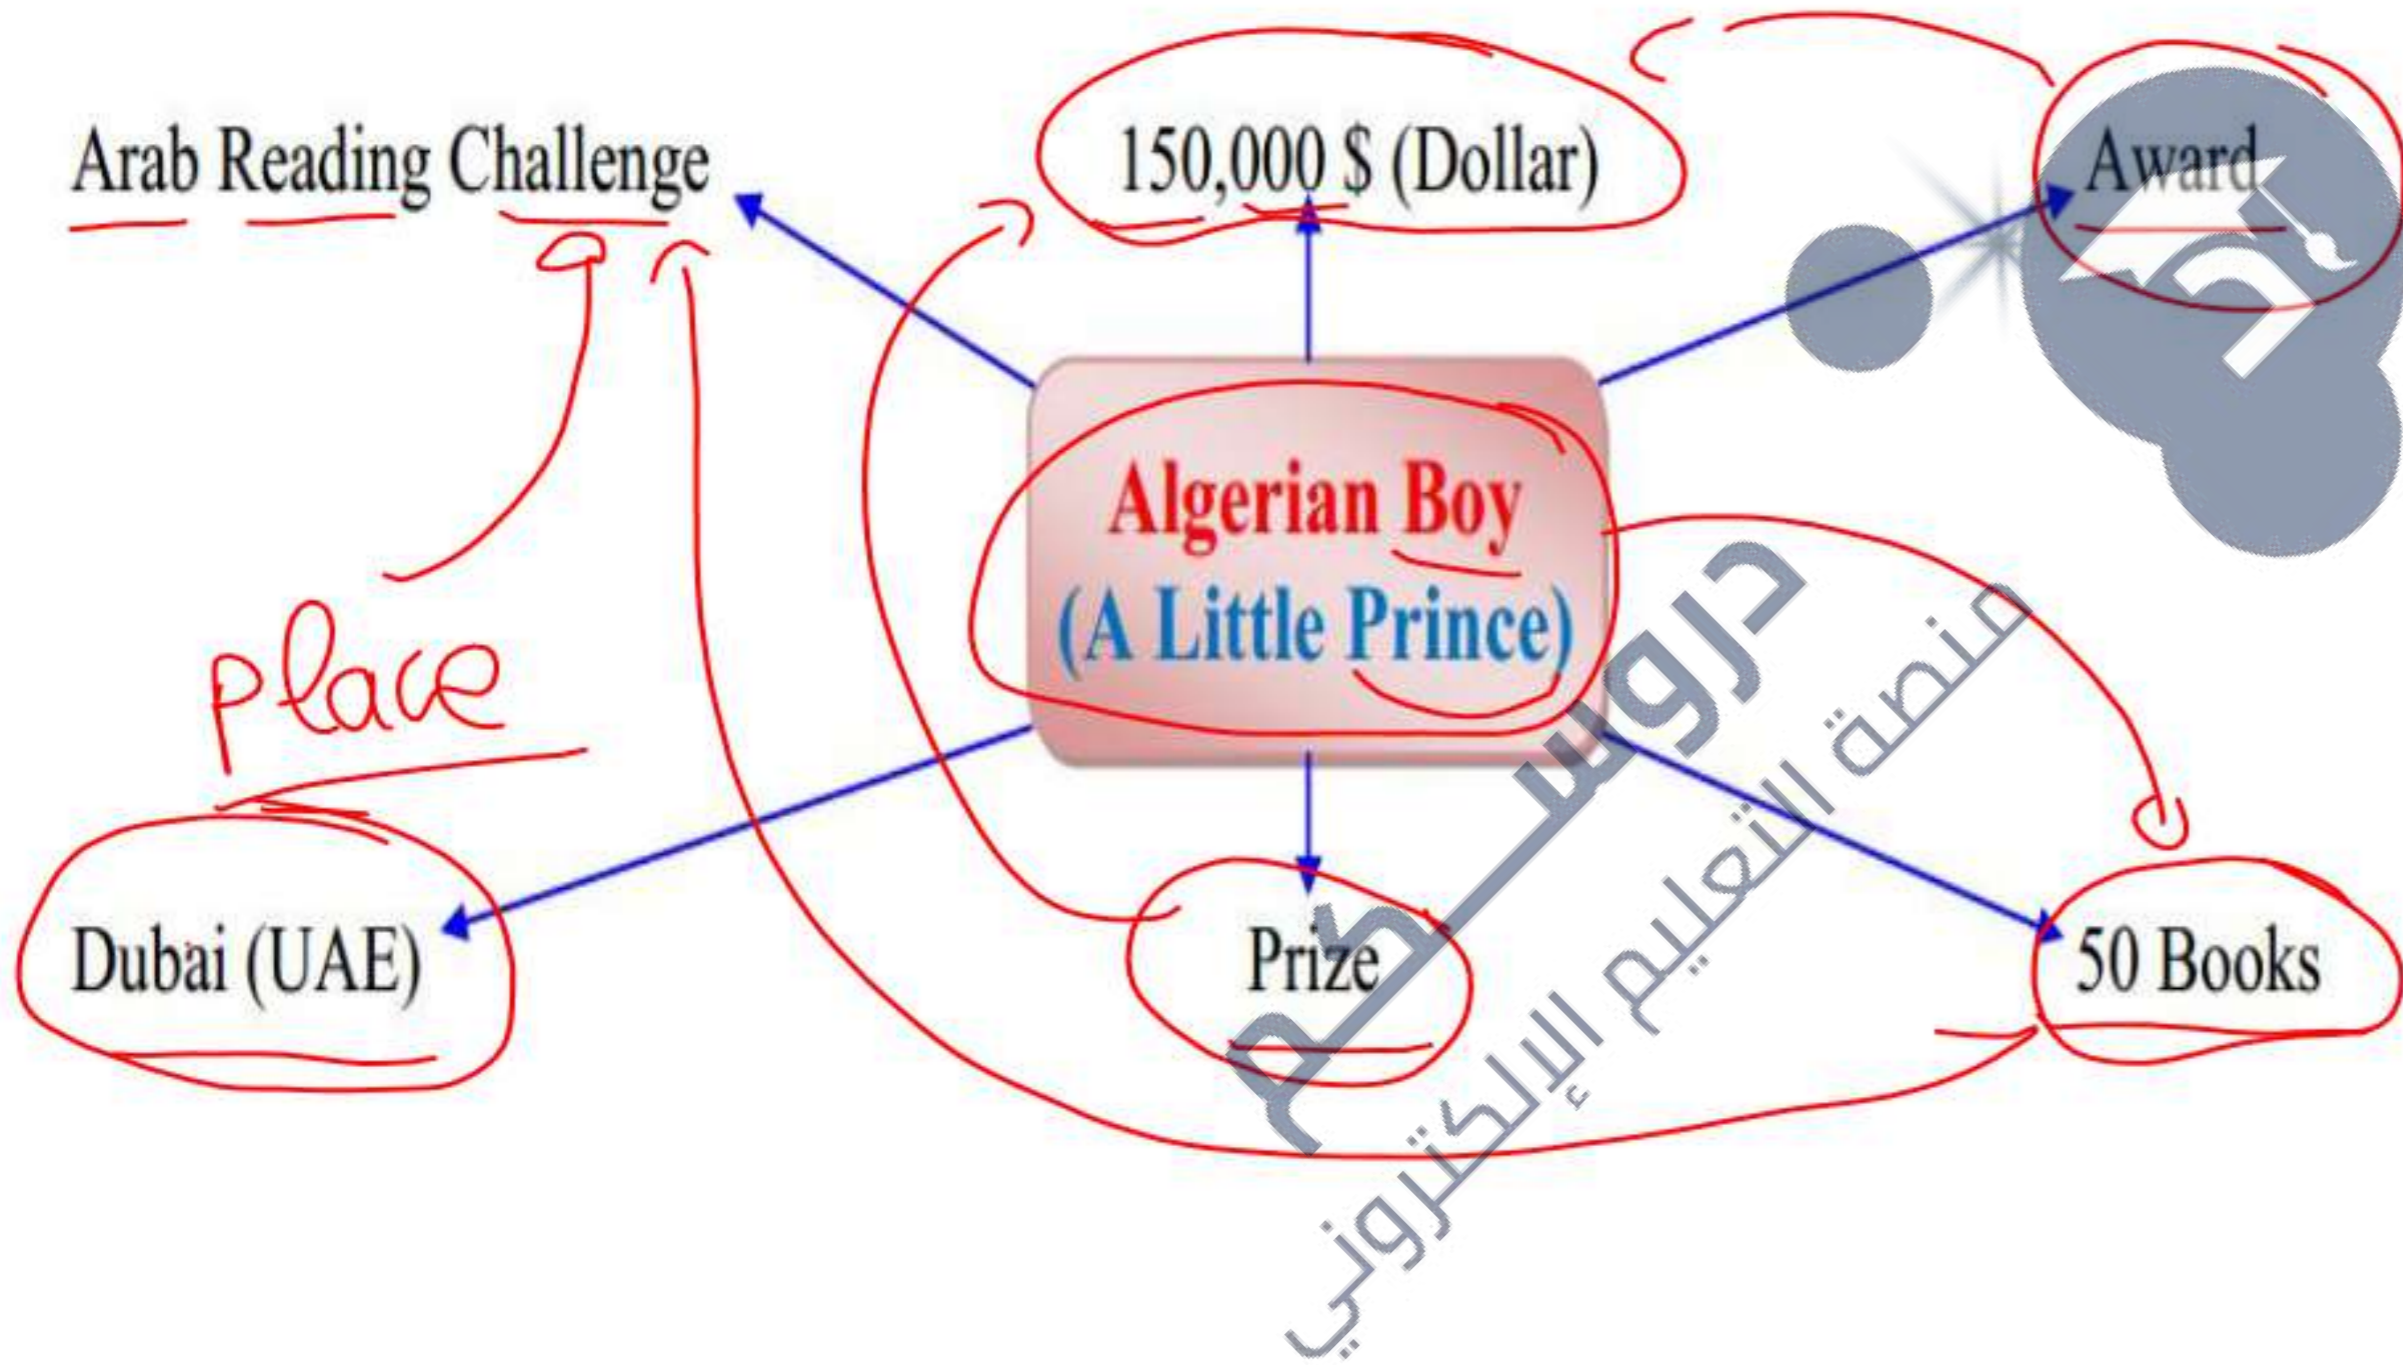 Arab Reading Challenge
150,000 $ (Dollar)
Award
Algerian Boy
(A Little Prince)
place
Dubai (UAE)
Prize
50 Books
دروسكم
منصة التعليم الإلكتروني